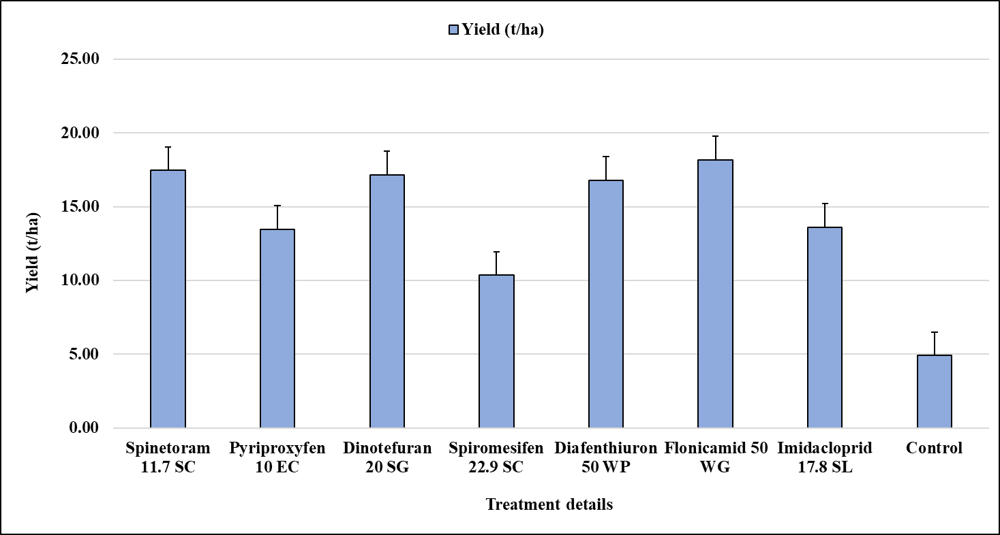 Yield (t/ha)
25.00
20.00
15.00
10.00
5.00
0.00
Yield (t/ha)
Spinetoram
11.7 SC
Pyriproxyfen
10 EC
Dinotefuran
20 SG
Spiromesifen
22.9 SC
Diafenthiuron
50 WP
Flonicamid 50
WG
Imidacloprid
17.8 SL
Control
Treatment details